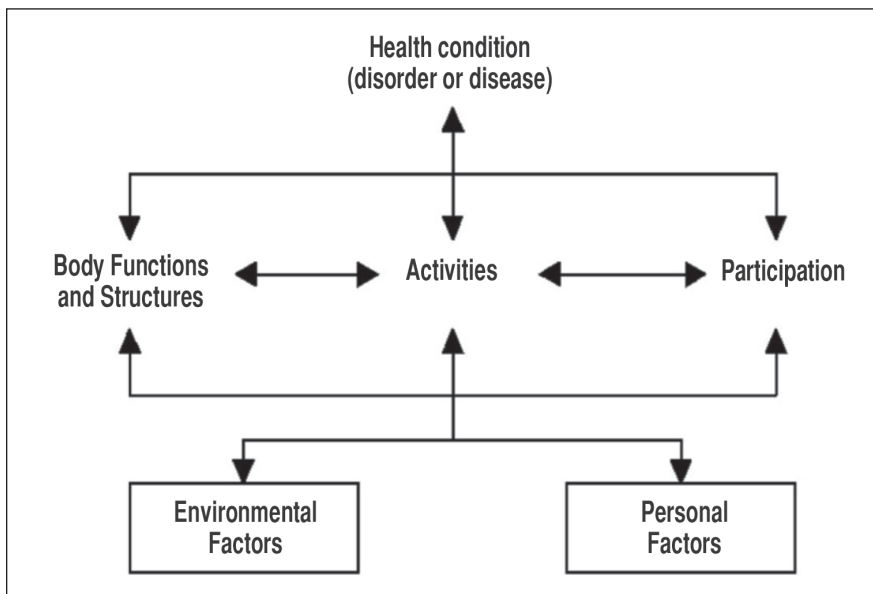 Health condition
(disorder or disease)
Body Functions
and Structures
Activities
Participation
Environmental
Factors
Personal
Factors